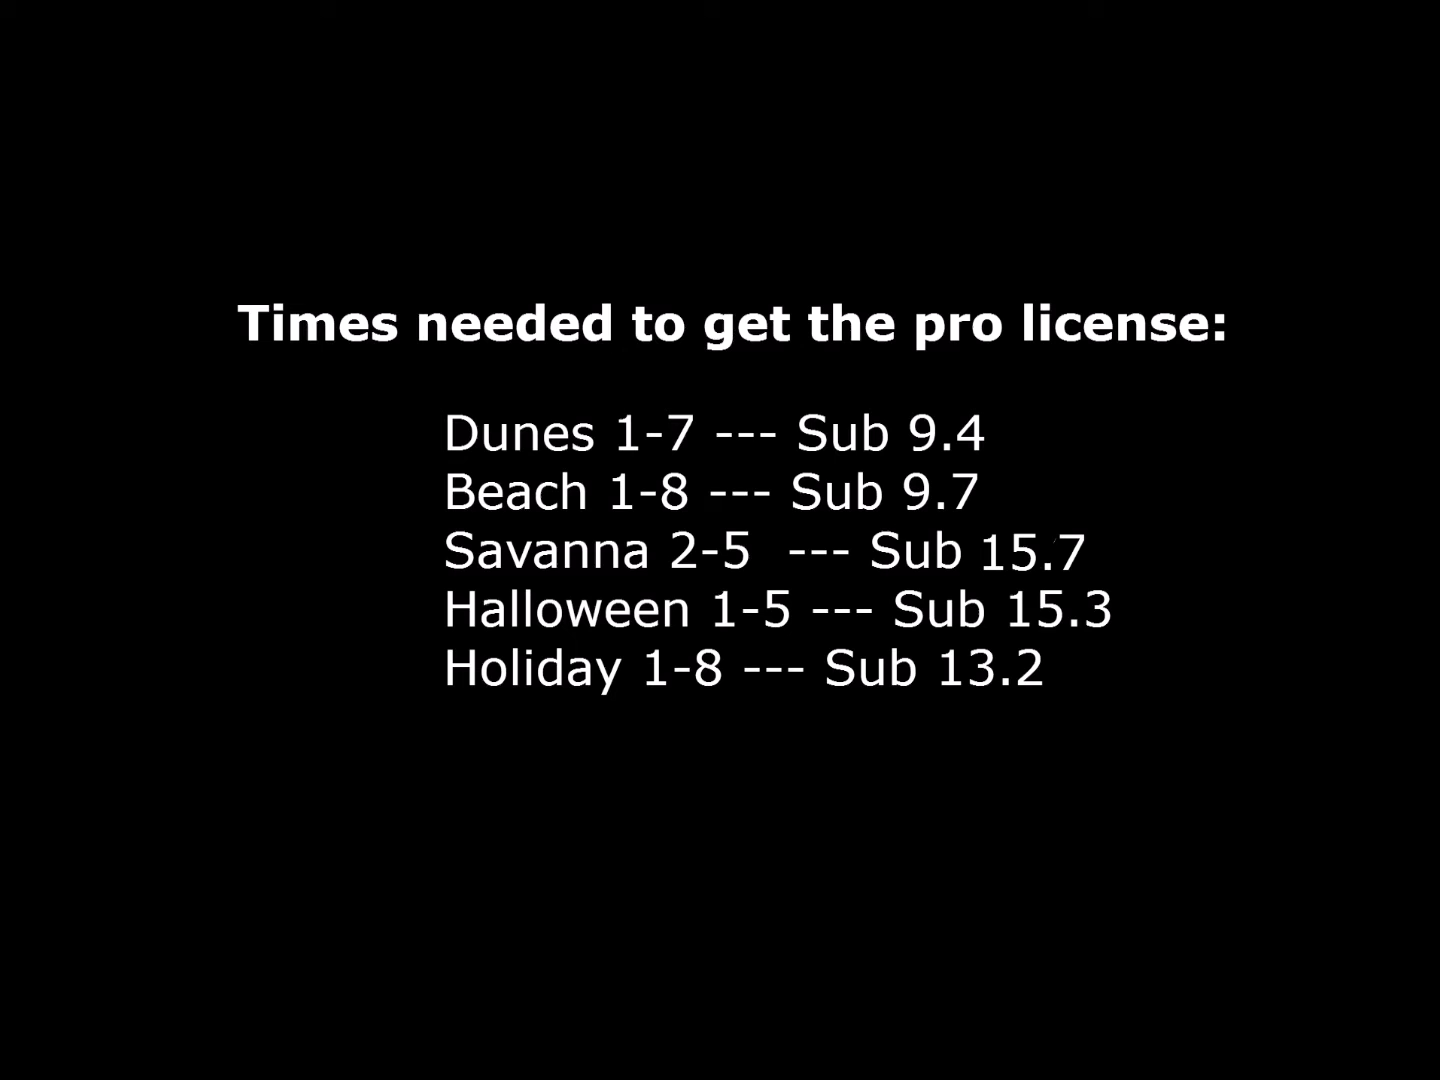 Times needed to get the pro license:
Dunes 1-7 --- Sub 9.4
Beach 1-8 --- Sub 9.7
Savanna 2-5  --- Sub 15.7
Halloween 1-5 --- Sub 15.3
Holiday 1-8 --- Sub 13.2